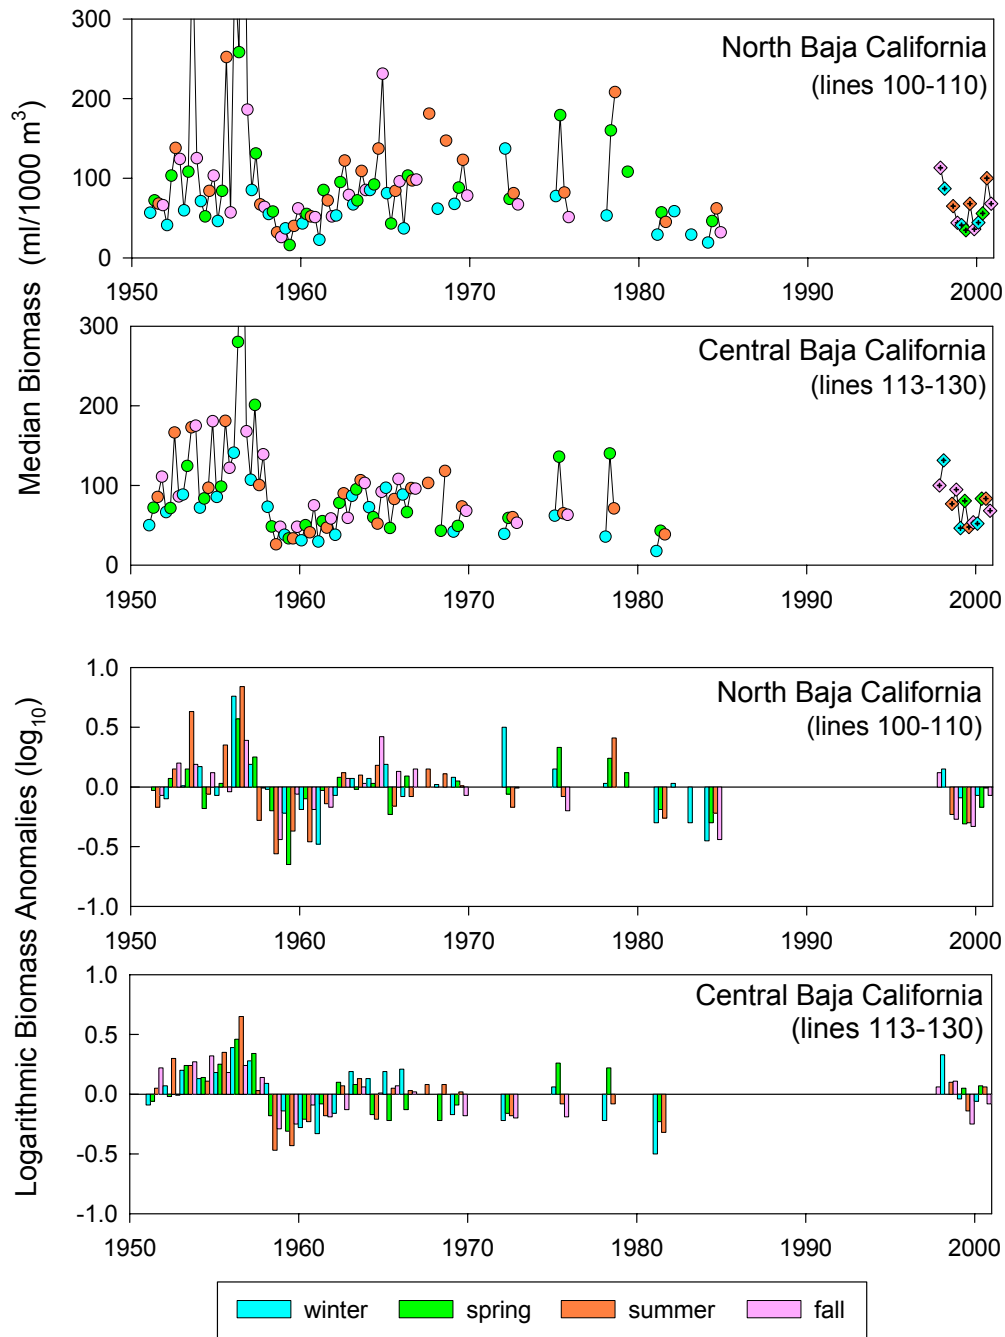 Median Biomass (ml/1000 m³)
300
200
100
0
North Baja California
(lines 100-110)
1950 1960 1970 1980 1990 2000
300
200
100
0
Central Baja California
(lines 113-130)
1950 1960 1970 1980 1990 2000
Logarithmic Biomass Anomalies (log₁₀)
1.0
0.5
0.0
-0.5
-1.0
North Baja California
(lines 100-110)
1950 1960 1970 1980 1990 2000
1.0
0.5
0.0
-0.5
-1.0
Central Baja California
(lines 113-130)
1950 1960 1970 1980 1990 2000
winter spring summer fall